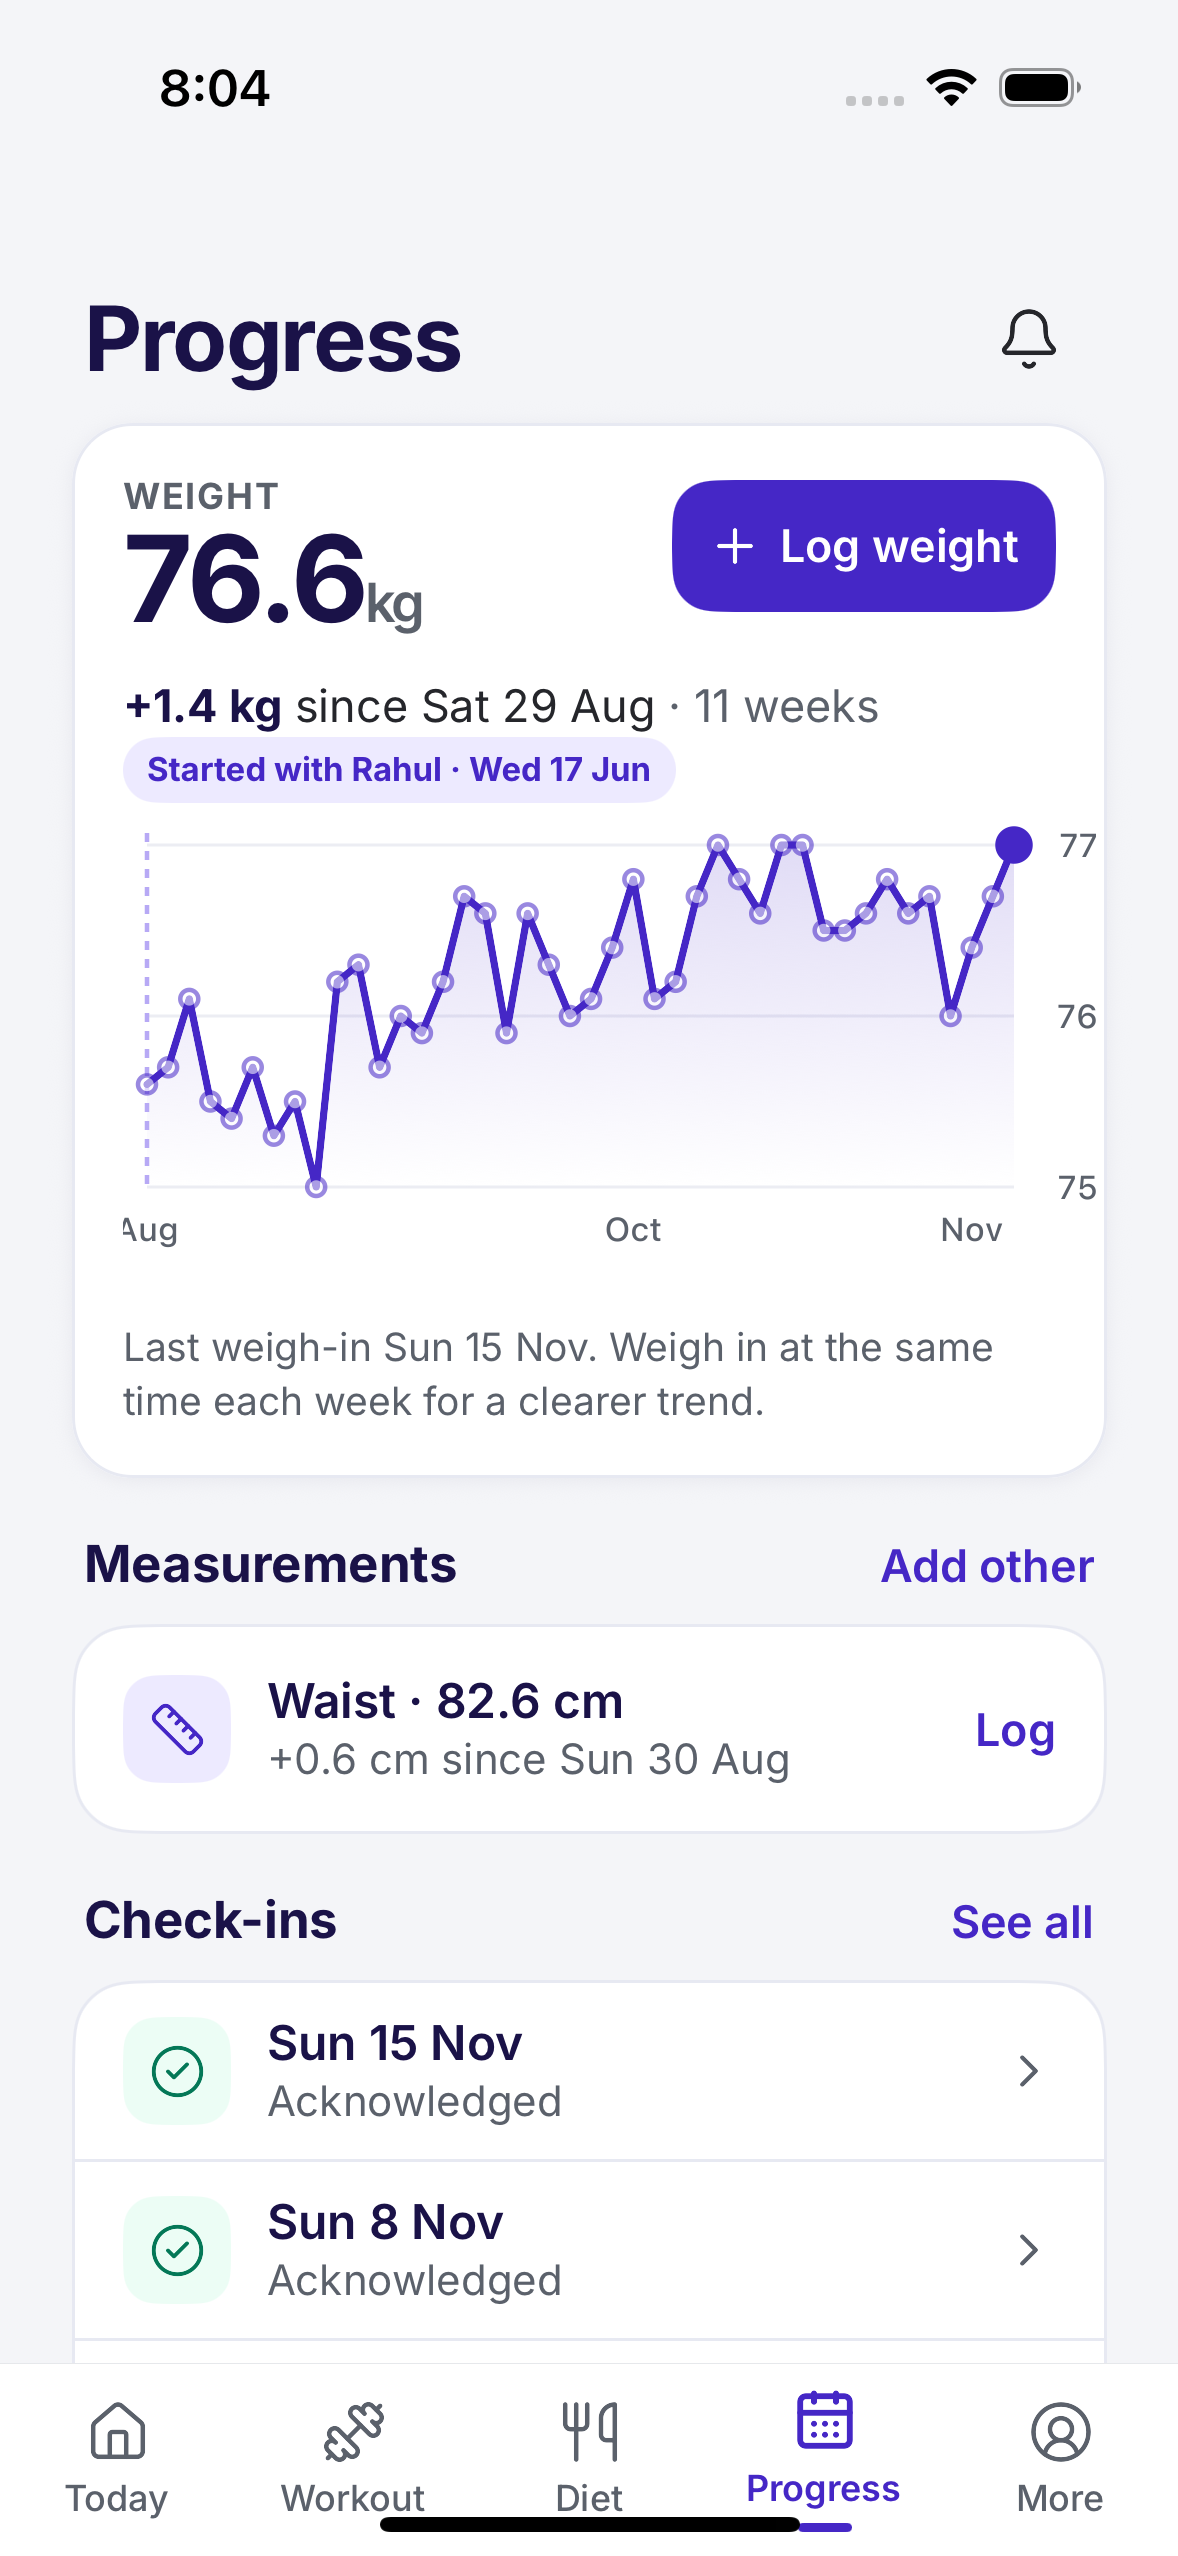 8:04
Progress
WEIGHT
76.6kg
+ Log weight
+1.4 kg since Sat 29 Aug · 11 weeks
Started with Rahul · Wed 17 Jun
77
76
75
Aug Oct Nov
Last weigh-in Sun 15 Nov. Weigh in at the same
time each week for a clearer trend.
Measurements
Add other
Waist · 82.6 cm
+0.6 cm since Sun 30 Aug
Log
Check-ins
See all
Sun 15 Nov
Acknowledged
Sun 8 Nov
Acknowledged
Today Workout Diet Progress More